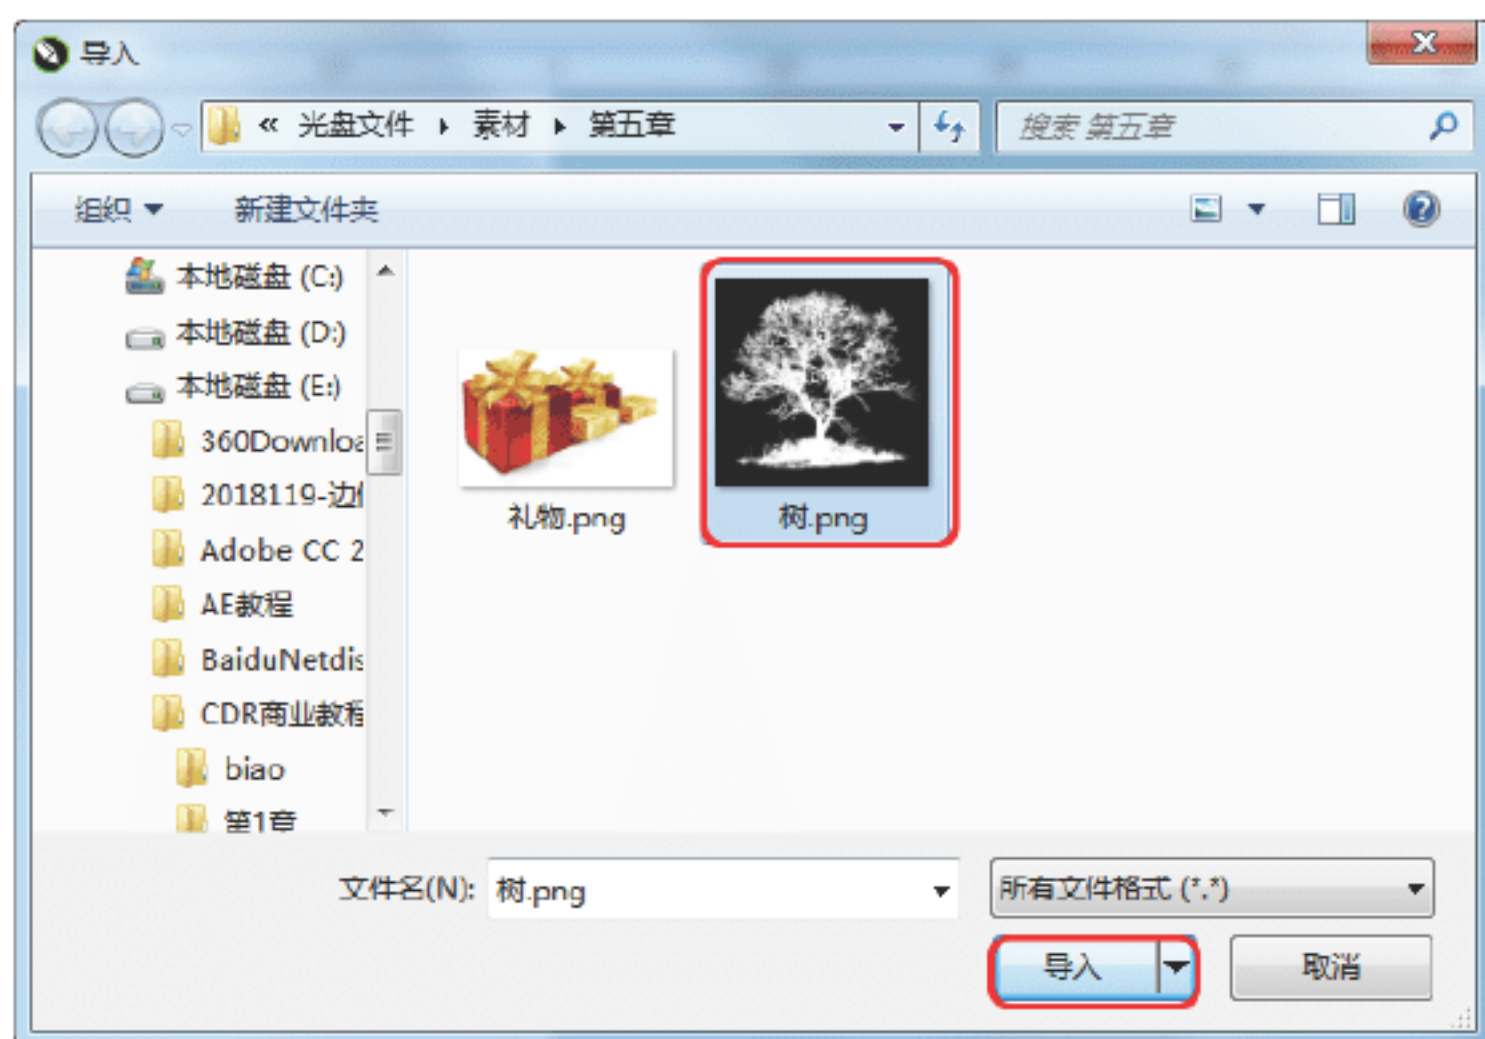 导入
« 光盘文件 ▸ 素材 ▸ 第五章
搜索 第五章
组织 新建文件夹
本地磁盘 (C:)
本地磁盘 (D:)
本地磁盘 (E:)
360Downloa
2018119-边
Adobe CC 2
AE教程
BaiduNetdis
CDR商业教程
biao
第1章
礼物.png
树.png
文件名(N): 树.png
所有文件格式 (*.*)
导入 取消